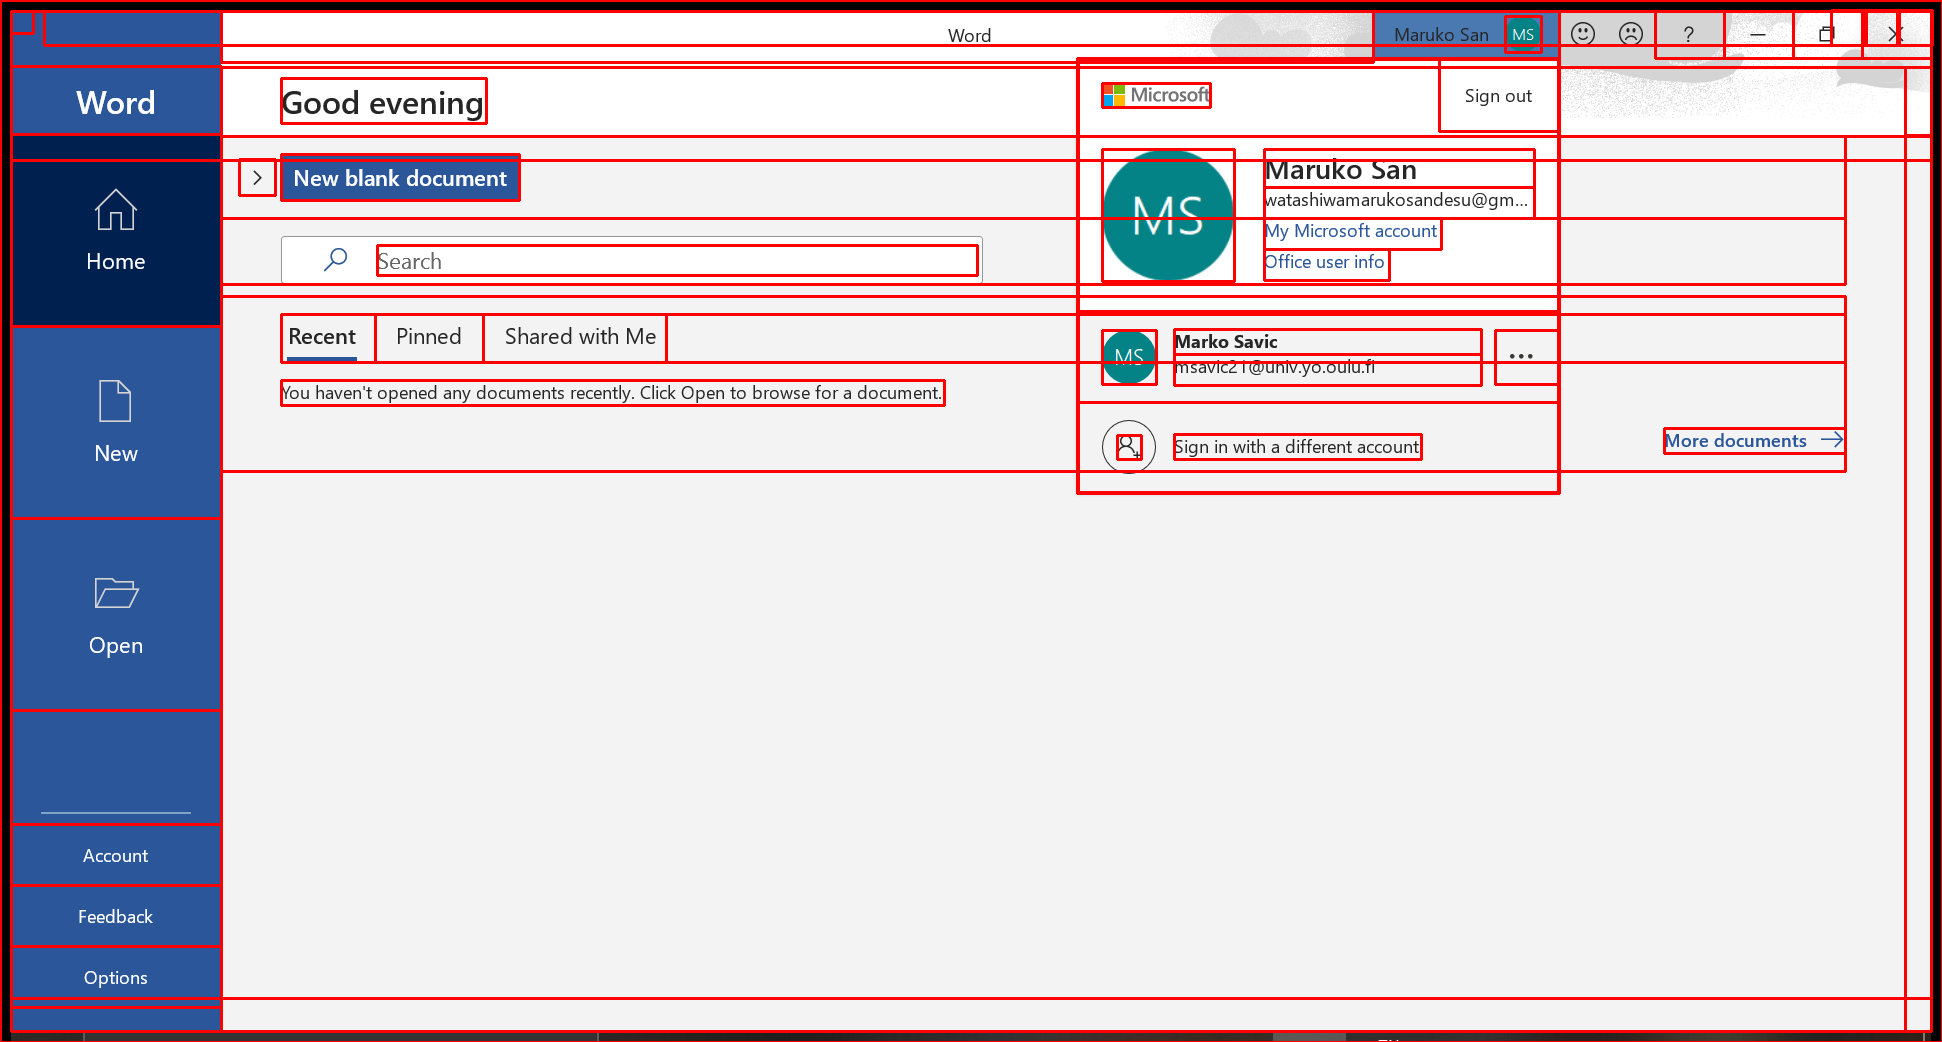 Word
Maruko San MS
?
Word
Good evening
Microsoft
Sign out
Home
New blank document
MS
Maruko San
watashiwamarukosandesu@gm...
My Microsoft account
Office user info
Search
Recent
Pinned
Shared with Me
MS
Marko Savic
msavic21@univ.yo.oulu.fi
You haven't opened any documents recently. Click Open to browse for a document.
Sign in with a different account
More documents
New
Open
Account
Feedback
Options